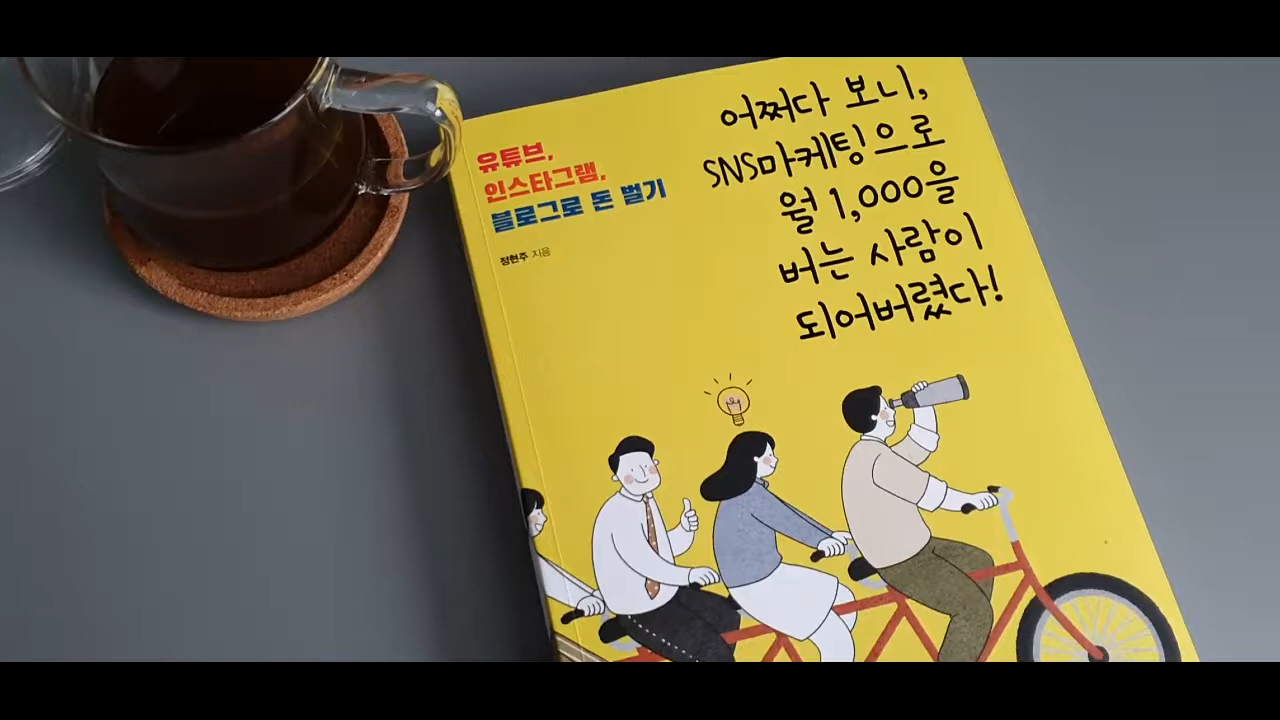 어쩌다 보니,
SNS마케팅으로
월 1,000을
버는 사람이
되어버렸다!
유튜브,
인스타그램,
블로그로 돈 벌기
정현주 지음